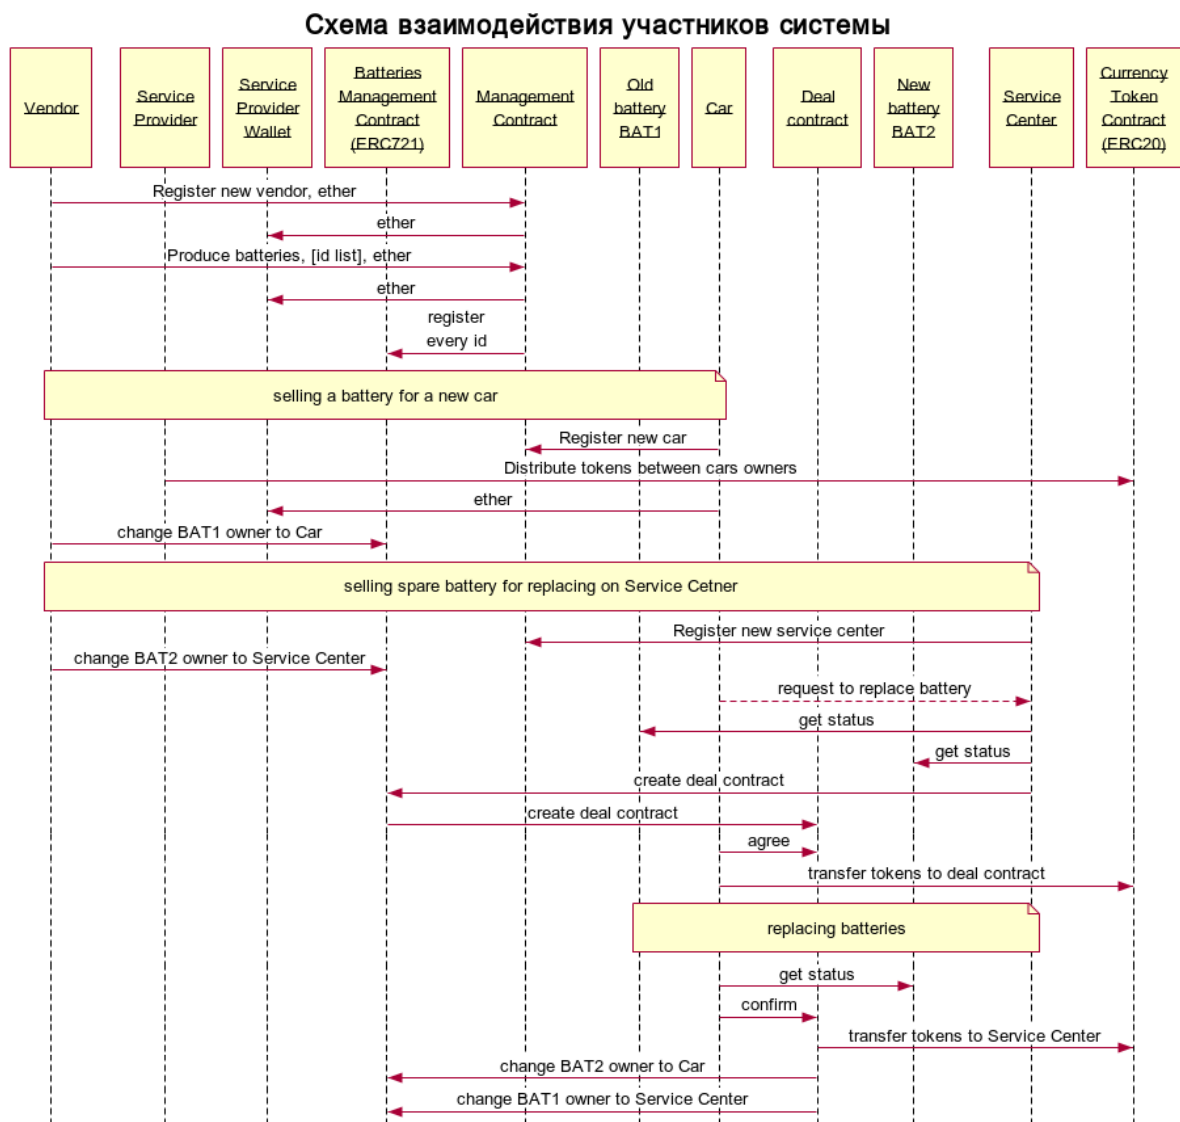 Схема взаимодействия участников системы
Vendor
Service
Provider
Service
Provider
Wallet
Batteries
Management
Contract
(ERC721)
Management
Contract
Old
battery
BAT1
Car
Deal
contract
New
battery
BAT2
Service
Center
Currency
Token
Contract
(ERC20)
Register new vendor, ether
ether
Produce batteries, [id list], ether
ether
register
every id
selling a battery for a new car
Register new car
Distribute tokens between cars owners
ether
change BAT1 owner to Car
selling spare battery for replacing on Service Cetner
Register new service center
change BAT2 owner to Service Center
request to replace battery
get status
get status
create deal contract
create deal contract
agree
transfer tokens to deal contract
replacing batteries
get status
confirm
transfer tokens to Service Center
change BAT2 owner to Car
change BAT1 owner to Service Center